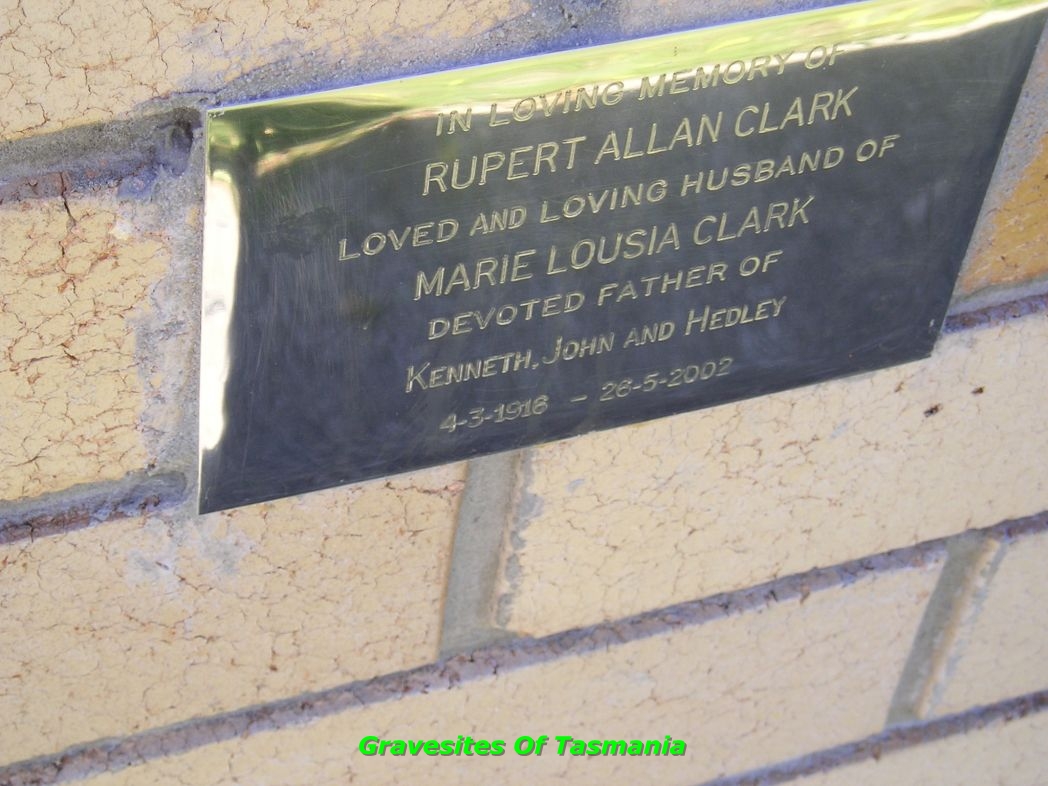 IN LOVING MEMORY OF
RUPERT ALLAN CLARK
LOVED AND LOVING HUSBAND OF
MARIE LOUSIA CLARK
DEVOTED FATHER OF
KENNETH, JOHN AND HEDLEY
4-3-1916 - 26-5-2002
Gravesites Of Tasmania